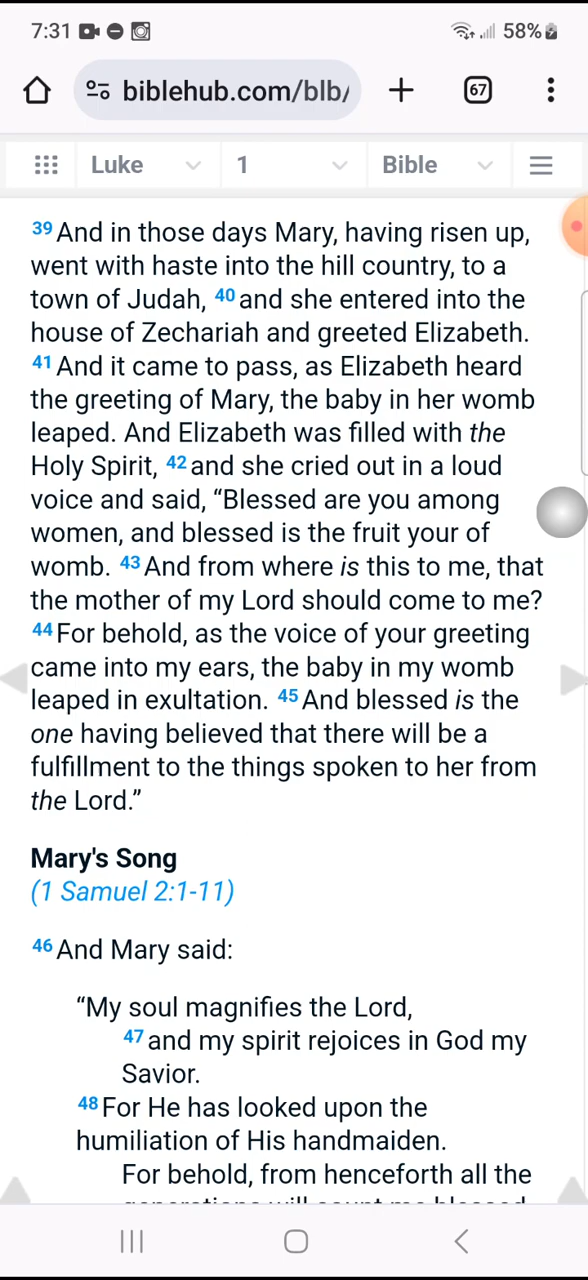 7:31
58%
biblehub.com/blb/
67
Luke 1 Bible
39 And in those days Mary, having risen up,
went with haste into the hill country, to a
town of Judah, 40 and she entered into the
house of Zechariah and greeted Elizabeth.
41 And it came to pass, as Elizabeth heard
the greeting of Mary, the baby in her womb
leaped. And Elizabeth was filled with the
Holy Spirit, 42 and she cried out in a loud
voice and said, “Blessed are you among
women, and blessed is the fruit your of
womb. 43 And from where is this to me, that
the mother of my Lord should come to me?
44 For behold, as the voice of your greeting
came into my ears, the baby in my womb
leaped in exultation. 45 And blessed is the
one having believed that there will be a
fulfillment to the things spoken to her from
the Lord.”
Mary's Song
(1 Samuel 2:1-11)
46 And Mary said:
“My soul magnifies the Lord,
47 and my spirit rejoices in God my
Savior.
48 For He has looked upon the
humiliation of His handmaiden.
For behold, from henceforth all the